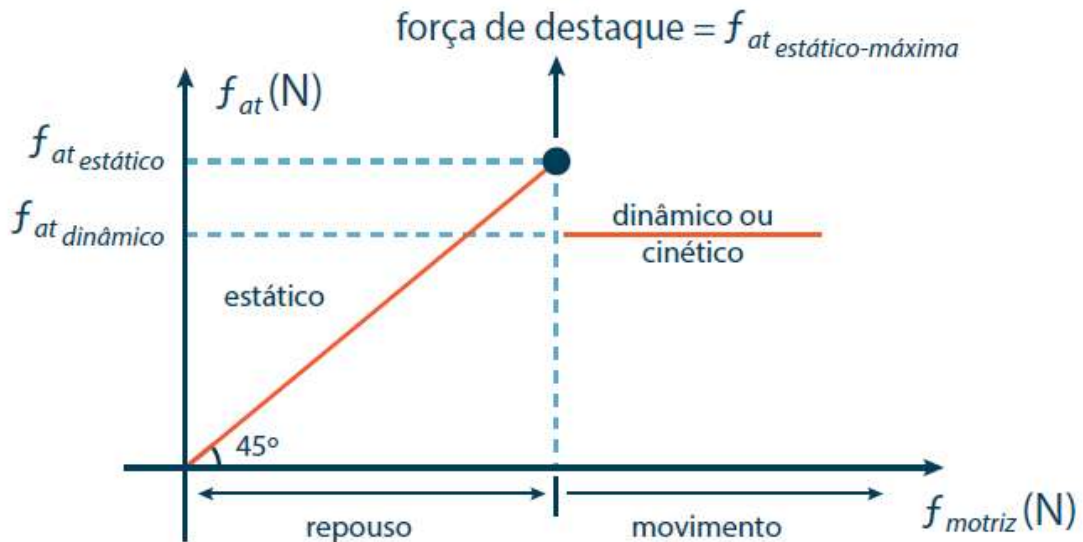 força de destaque = f at estático-máxima
f at (N)
f at estático
f at dinâmico
dinâmico ou
cinético
estático
45º
repouso
movimento
f motriz (N)